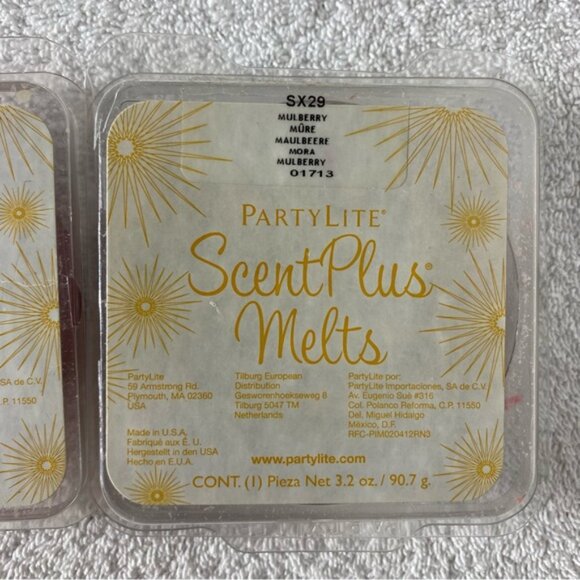 SX29
MULBERRY
MÛRE
MAULBEERE
MORA
MULBERRY
01713
PARTYLITE®
ScentPlus®
Melts
PartyLite
59 Armstrong Rd.
Plymouth, MA 02360
USA
Tilburg European
Distribution
Gesworenhoekseweg 8
Tilburg 5047 TM
Netherlands
PartyLite por:
PartyLite Importaciones, SA de C.V.
Av. Eugenio Sué #316
Col. Polanco Reforma, C.P. 11550
Del. Miguel Hidalgo
México, D.F.
RFC-PIM020412RN3
Made in U.S.A.
Fabriqué aux É. U.
Hergestellt in den USA
Hecho en E.U.A.
www.partylite.com
CONT. (1) Pieza Net 3.2 oz. / 90.7 g.
SA de C.V.
C.P. 11550